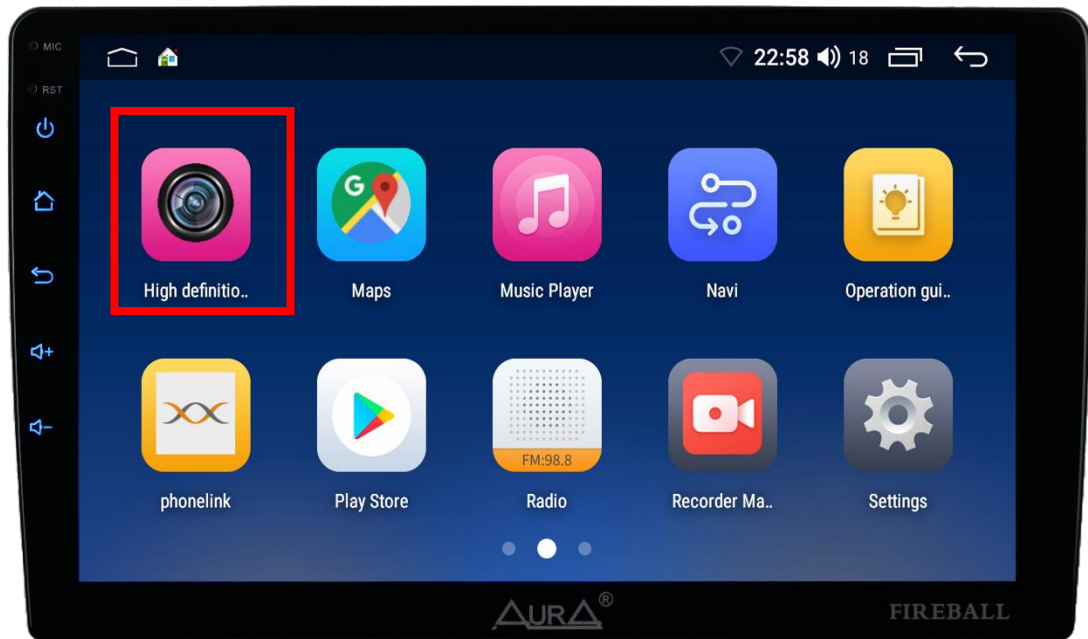 MIC
22:58 18
RST
G
High definitio..
Maps
Music Player
Navi
Operation gui..
FM:98.8
phonelink
Play Store
Radio
Recorder Ma..
Settings
AURA®
FIREBALL